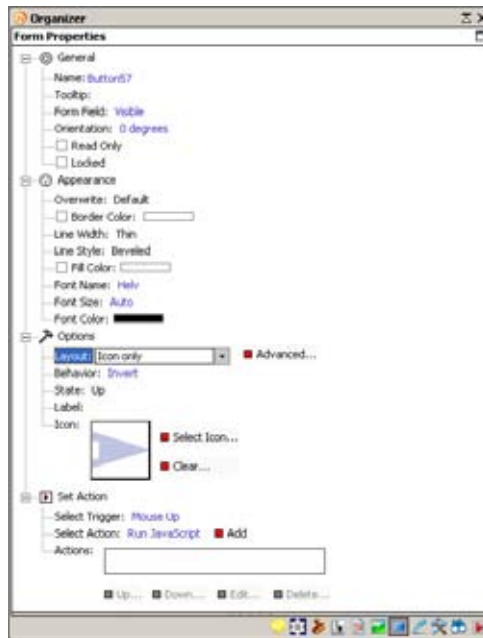 Organizer
Form Properties
General
Name: Button57
Tooltip:
Form Field: Visible
Orientation: 0 degrees
Read Only
Locked
Appearance
Overwrite: Default
Border Color:
Line Width: Thin
Line Style: Beveled
Fill Color:
Font Name: Helv
Font Size: Auto
Font Color:
Options
Layout: Icon only Advanced...
Behavior: Invert
State: Up
Label:
Icon:
Select Icon...
Clear...
Set Action
Select Trigger: Mouse Up
Select Action: Run JavaScript Add
Actions:
Up... Down... Edit... Delete...